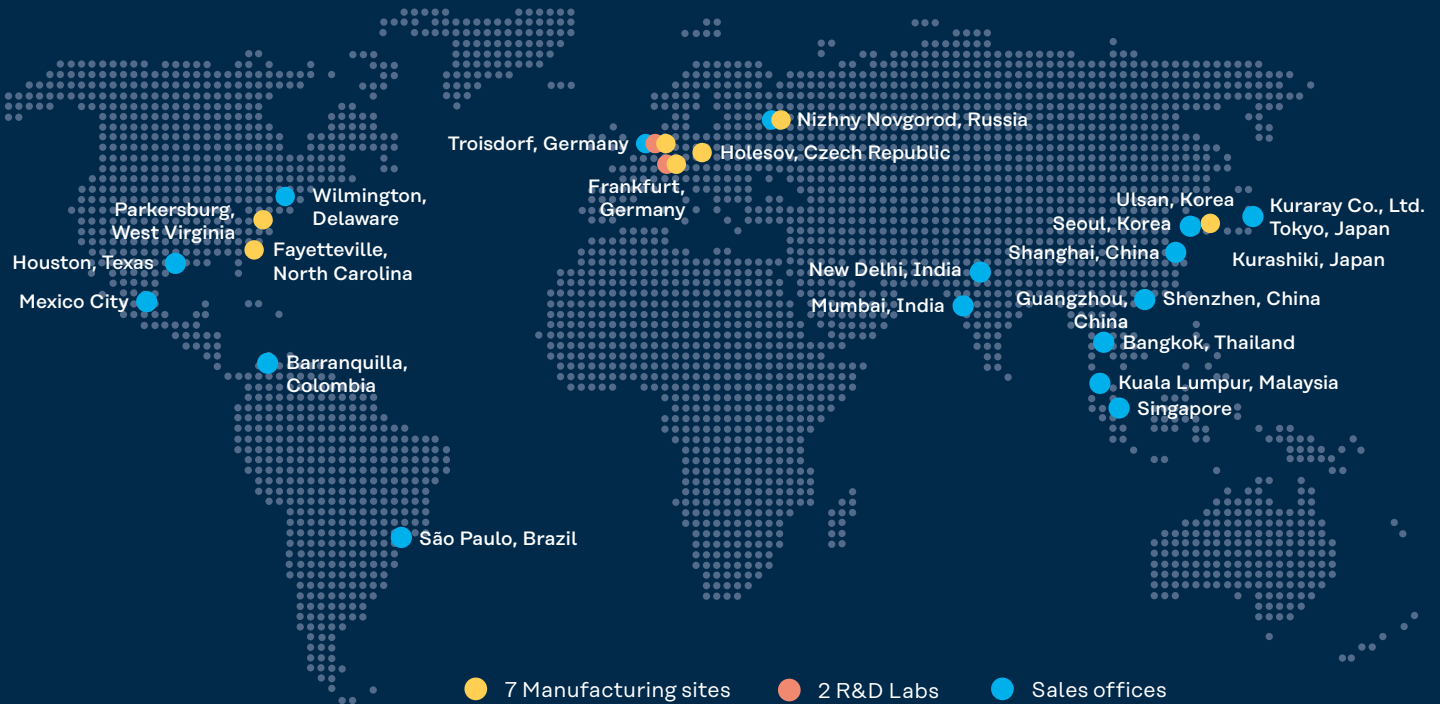 Nizhny Novgorod, Russia
Troisdorf, Germany
Holesov, Czech Republic
Frankfurt,
Germany
Wilmington,
Delaware
Parkersburg,
West Virginia
Fayetteville,
North Carolina
Houston, Texas
Mexico City
Barranquilla,
Colombia
São Paulo, Brazil
Ulsan, Korea
Seoul, Korea
Kuraray Co., Ltd.
Tokyo, Japan
Kurashiki, Japan
Shanghai, China
New Delhi, India
Mumbai, India
Guangzhou,
China
Shenzhen, China
Bangkok, Thailand
Kuala Lumpur, Malaysia
Singapore
7 Manufacturing sites
2 R&D Labs
Sales offices